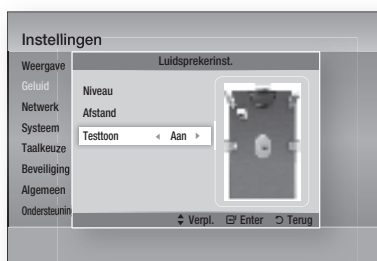 Instellingen
Luidsprekerinst.
Weergave
Geluid
Netwerk
Systeem
Taalkeuze
Beveiliging
Algemeen
Ondersteunin
Niveau
Afstand
Testtoon ◄ Aan ►
Verpl. Enter Terug